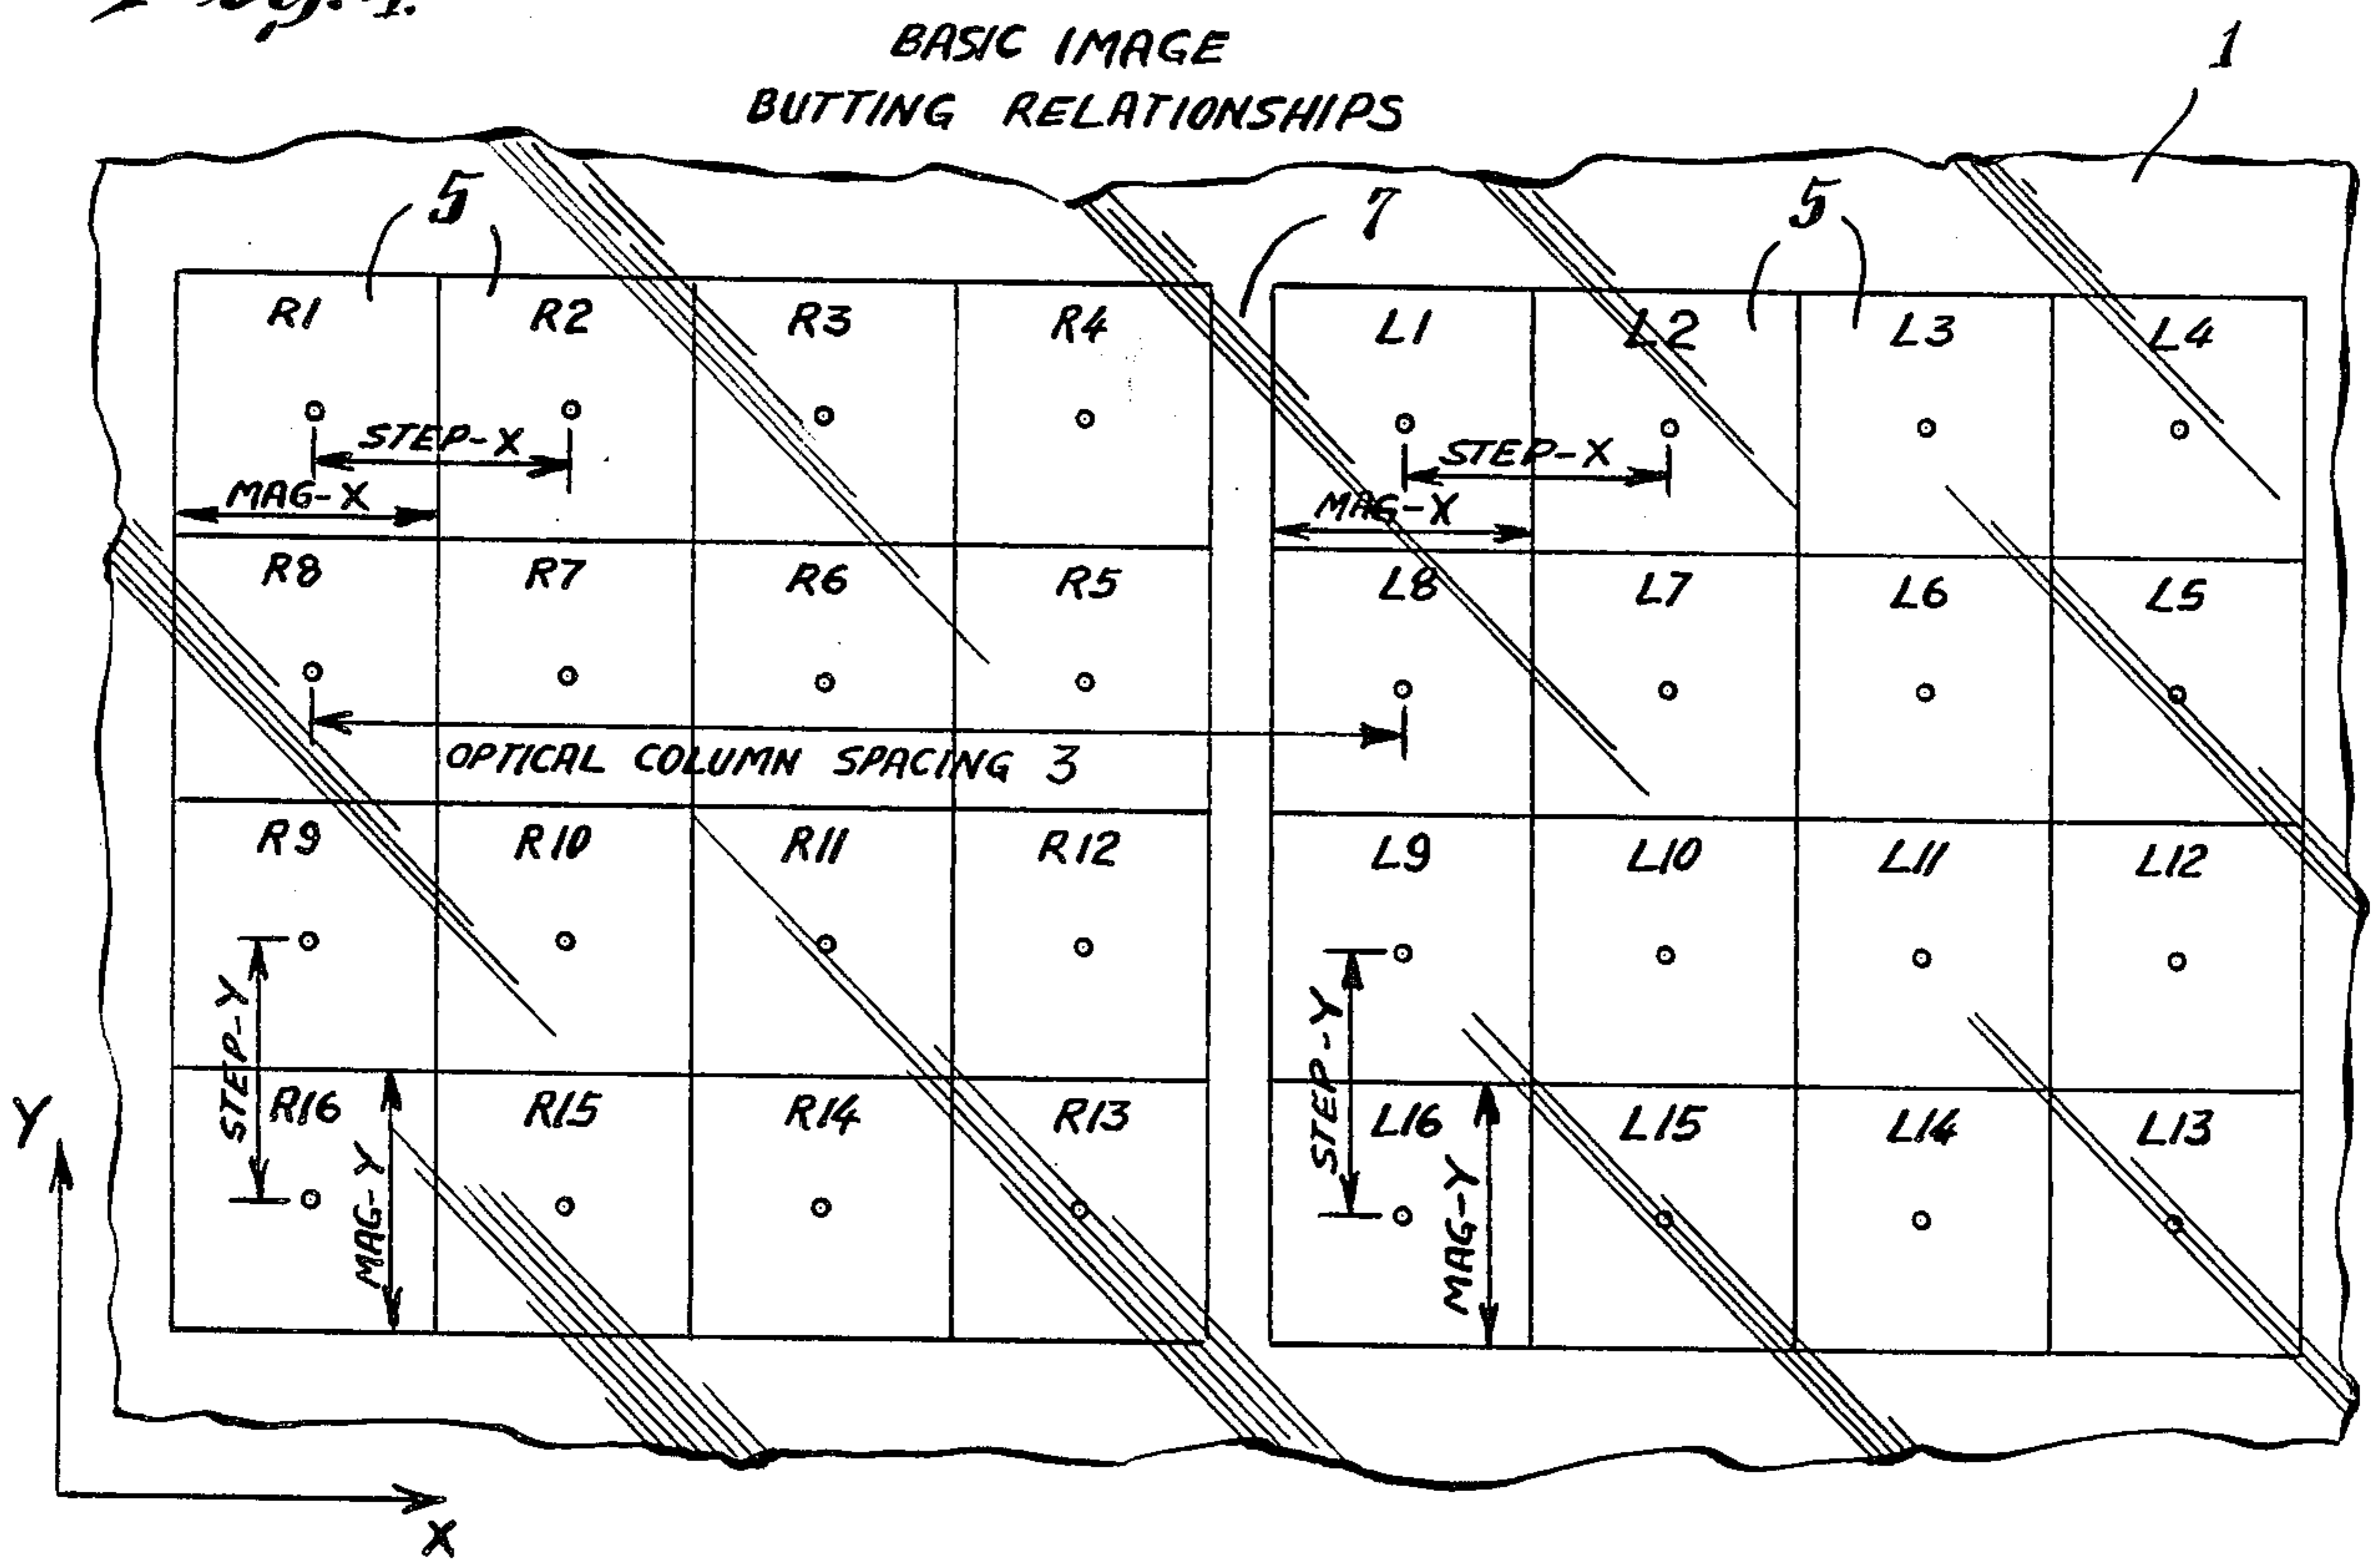 Fig. 1.
BASIC IMAGE
BUTTING RELATIONSHIPS
1
5
7
5
R1 R2 R3 R4 L1 L2 L3 L4
STEP-X
STEP-X
MAG-X
MAG-X
R8 R7 R6 R5 L8 L7 L6 L5
OPTICAL COLUMN SPACING 3
R9 R10 R11 R12 L9 L10 L11 L12
STEP-Y
STEP-Y
R16 R15 R14 R13 L16 L15 L14 L13
MAG-Y
MAG-Y
Y
X